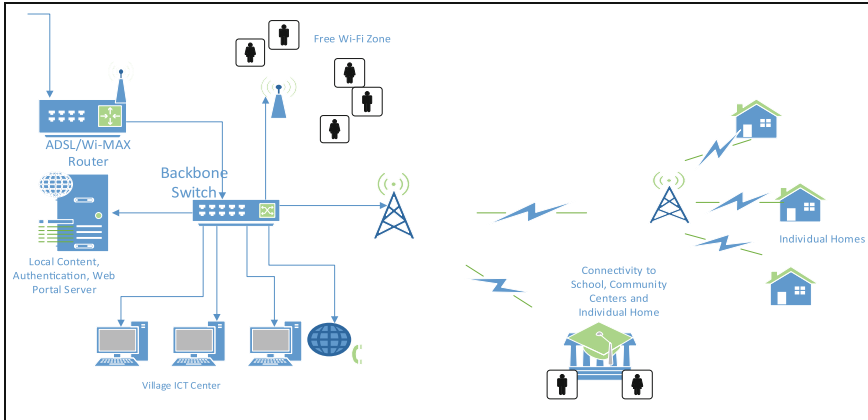 Free Wi-Fi Zone
ADSL/Wi-MAX
Router
Backbone
Switch
Local Content,
Authentication, Web
Portal Server
Village ICT Center
Connectivity to
School, Community
Centers and
Individual Home
Individual Homes